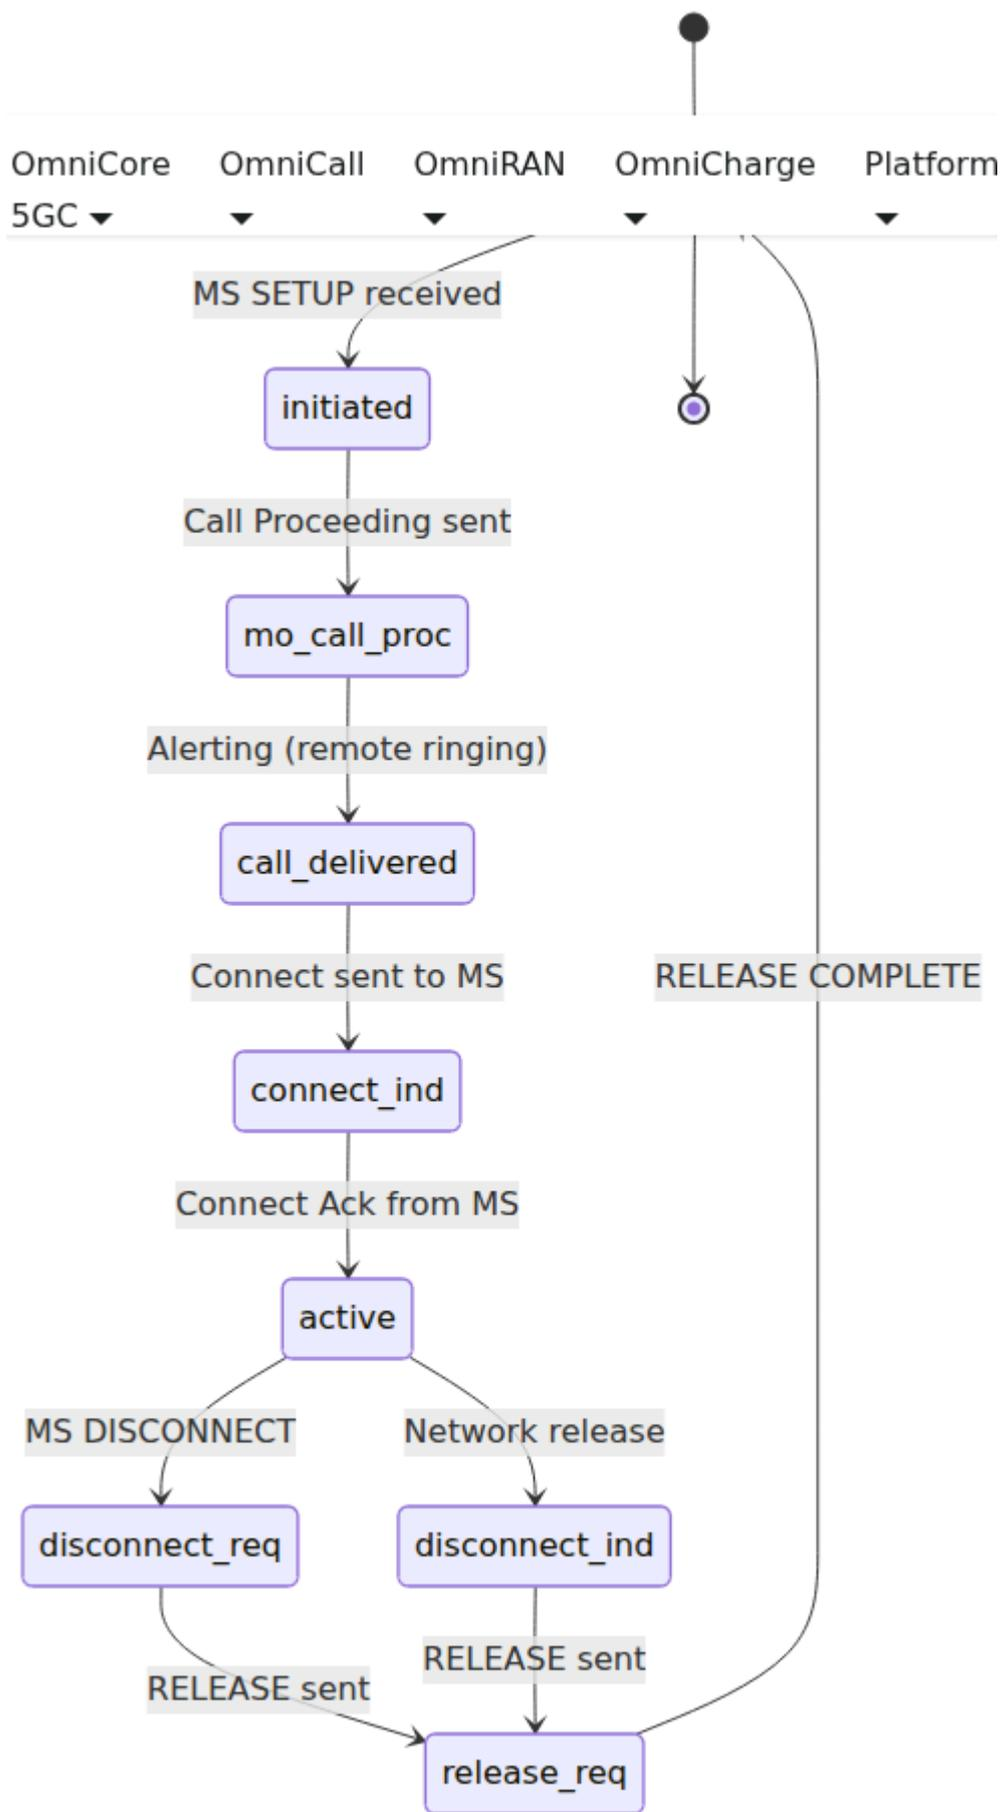 OmniCore OmniCall OmniRAN OmniCharge Platform
5GC
MS SETUP received
initiated
Call Proceeding sent
mo_call_proc
Alerting (remote ringing)
call_delivered
Connect sent to MS
RELEASE COMPLETE
connect_ind
Connect Ack from MS
active
MS DISCONNECT
Network release
disconnect_req
disconnect_ind
RELEASE sent
RELEASE sent
release_req